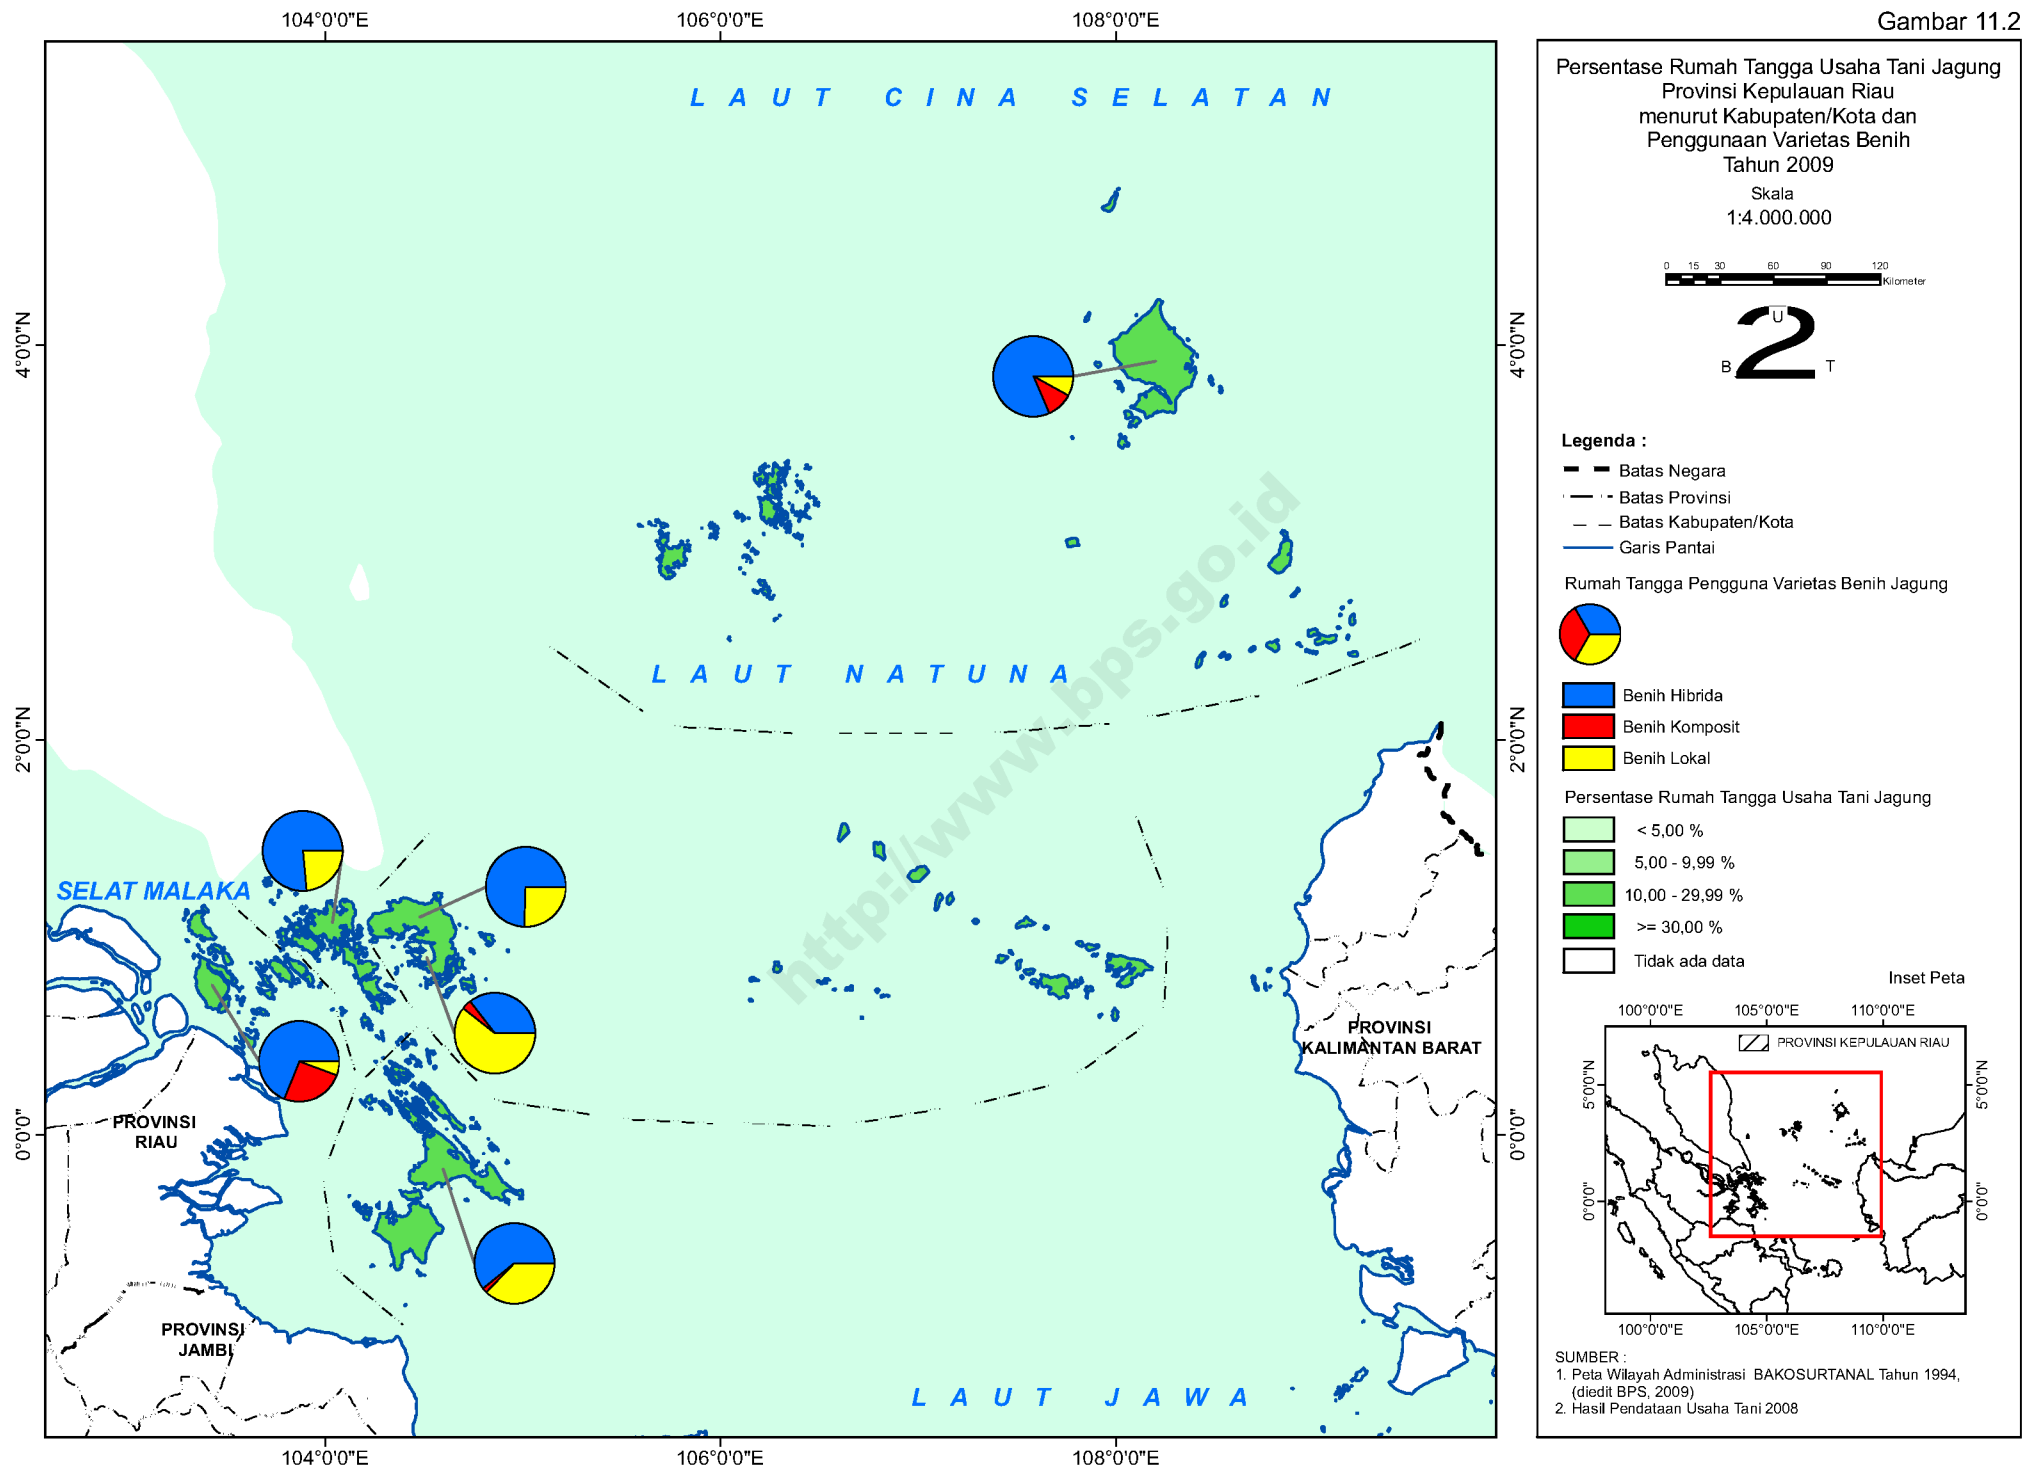 Gambar 11.2
104°0'0"E
106°0'0"E
108°0'0"E
4°0'0"N
2°0'0"N
0°0'0"
4°0'0"N
2°0'0"N
0°0'0"
104°0'0"E
106°0'0"E
108°0'0"E
LAUT CINA SELATAN
LAUT NATUNA
SELAT MALAKA
LAUT JAWA
PROVINSI
RIAU
PROVINSI
JAMBI
PROVINSI
KALIMANTAN BARAT
http://www.bps.go.id
Persentase Rumah Tangga Usaha Tani Jagung
Provinsi Kepulauan Riau
menurut Kabupaten/Kota dan
Penggunaan Varietas Benih
Tahun 2009
Skala
1:4.000.000
0 15 30 60 90 120
Kilometer
U
B 2 T
Legenda :
Batas Negara
Batas Provinsi
Batas Kabupaten/Kota
Garis Pantai
Rumah Tangga Pengguna Varietas Benih Jagung
Benih Hibrida
Benih Komposit
Benih Lokal
Persentase Rumah Tangga Usaha Tani Jagung
< 5,00 %
5,00 - 9,99 %
10,00 - 29,99 %
>= 30,00 %
Tidak ada data
Inset Peta
100°0'0"E 105°0'0"E 110°0'0"E
PROVINSI KEPULAUAN RIAU
5°0'0"N
0°0'0"
5°0'0"N
0°0'0"
100°0'0"E 105°0'0"E 110°0'0"E
SUMBER :
1. Peta Wilayah Administrasi BAKOSURTANAL Tahun 1994,
(diedit BPS, 2009)
2. Hasil Pendataan Usaha Tani 2008